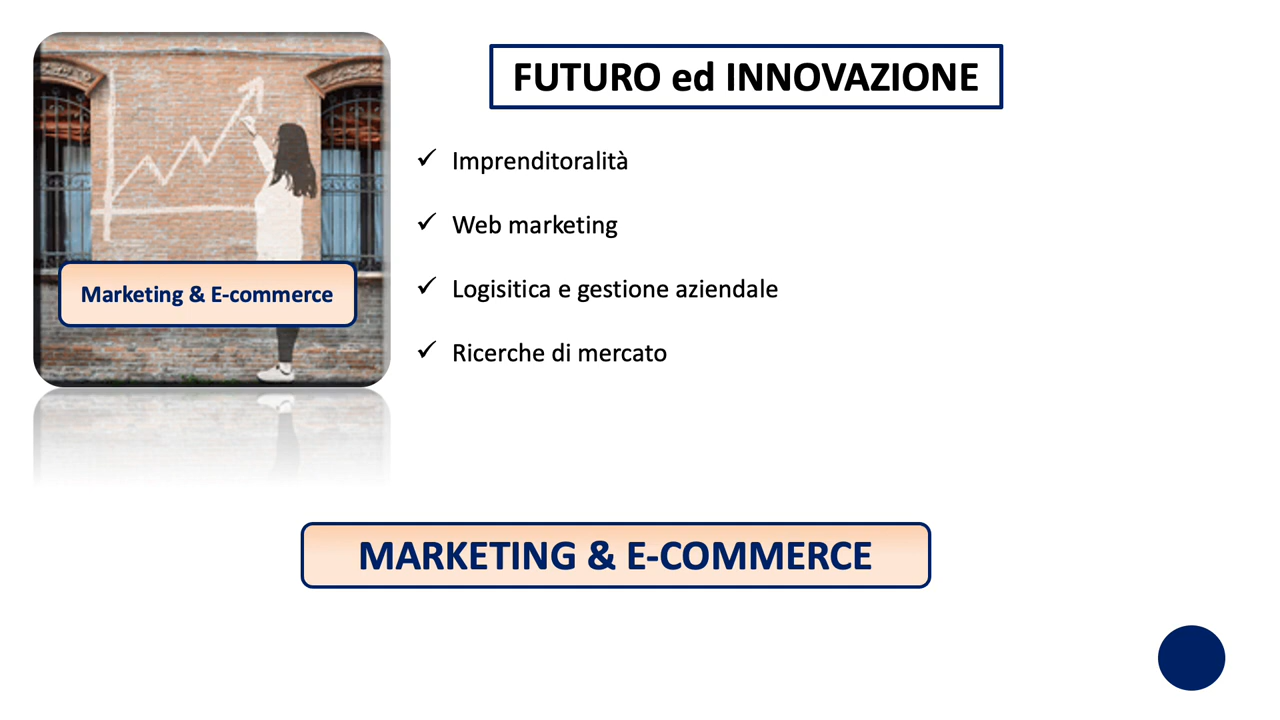 FUTURO ed INNOVAZIONE
✓ Imprenditoralità
✓ Web marketing
✓ Logisitica e gestione aziendale
✓ Ricerche di mercato
Marketing & E-commerce
MARKETING & E-COMMERCE